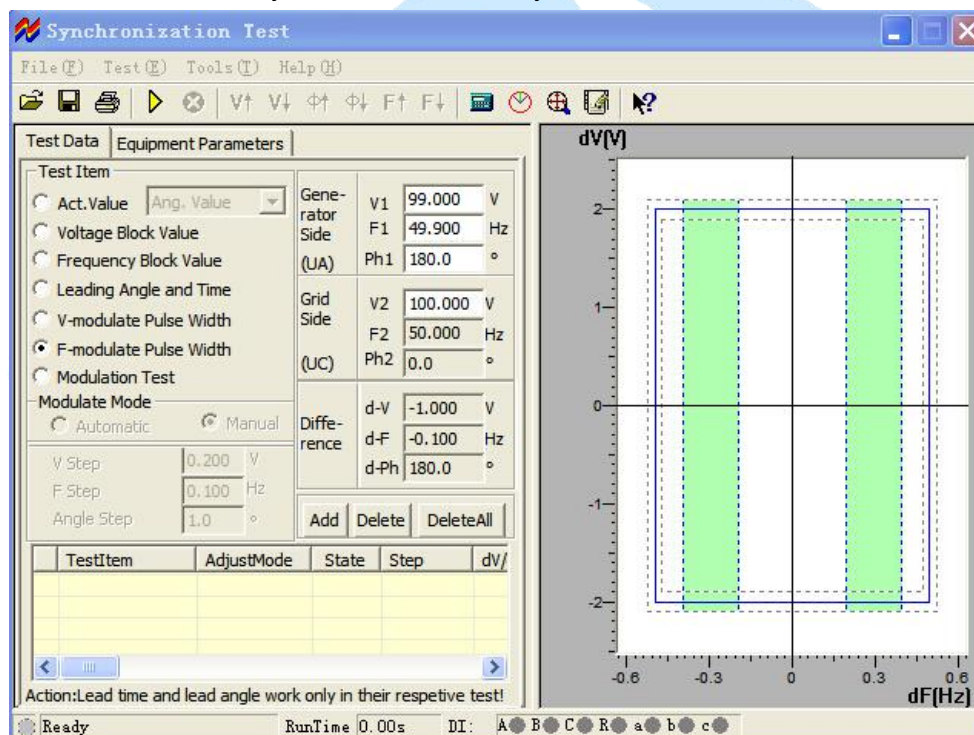 Synchronization Test
File(F) Test(E) Tools(T) Help(H)
V↑ V↓ Φ↑ Φ↓ F↑ F↓
Test Data Equipment Parameters
Test Item
Act.Value Ang. Value
Voltage Block Value
Frequency Block Value
Leading Angle and Time
V-modulate Pulse Width
F-modulate Pulse Width
Modulation Test
Modulate Mode
Automatic Manual
V Step 0.200 V
F Step 0.100 Hz
Angle Step 1.0 °
Gene-
rator
Side
(UA)
V1 99.000 V
F1 49.900 Hz
Ph1 180.0 °
Grid
Side
(UC)
V2 100.000 V
F2 50.000 Hz
Ph2 0.0 °
Diffe-
rence
d-V -1.000 V
d-F -0.100 Hz
d-Ph 180.0 °
Add Delete DeleteAll
TestItem AdjustMode State Step dV/
Action:Lead time and lead angle work only in their respetive test!
dV(V)
2
1
0
-1
-2
-0.6 -0.3 0 0.3 0.6
dF(Hz)
Ready RunTime 0.00s DI: A B C R a b c